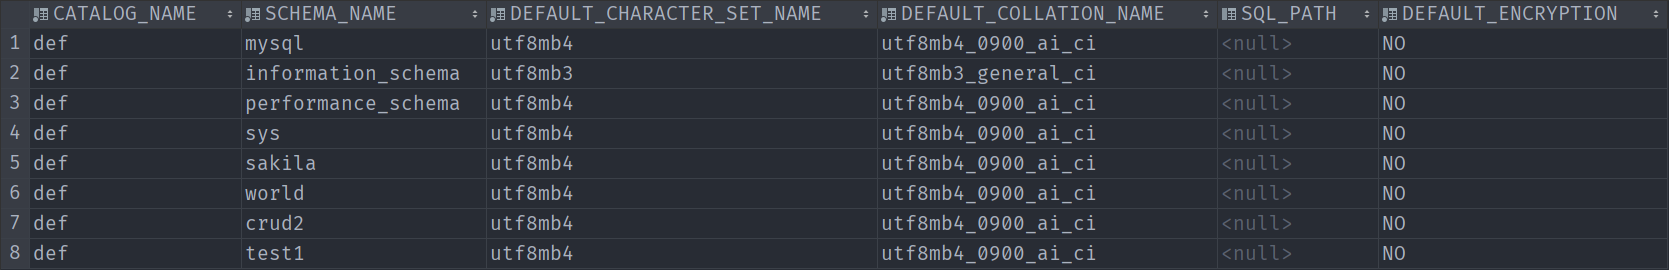 CATALOG_NAME SCHEMA_NAME DEFAULT_CHARACTER_SET_NAME DEFAULT_COLLATION_NAME SQL_PATH DEFAULT_ENCRYPTION
1 def mysql utf8mb4 utf8mb4_0900_ai_ci <null> NO
2 def information_schema utf8mb3 utf8mb3_general_ci <null> NO
3 def performance_schema utf8mb4 utf8mb4_0900_ai_ci <null> NO
4 def sys utf8mb4 utf8mb4_0900_ai_ci <null> NO
5 def sakila utf8mb4 utf8mb4_0900_ai_ci <null> NO
6 def world utf8mb4 utf8mb4_0900_ai_ci <null> NO
7 def crud2 utf8mb4 utf8mb4_0900_ai_ci <null> NO
8 def test1 utf8mb4 utf8mb4_0900_ai_ci <null> NO